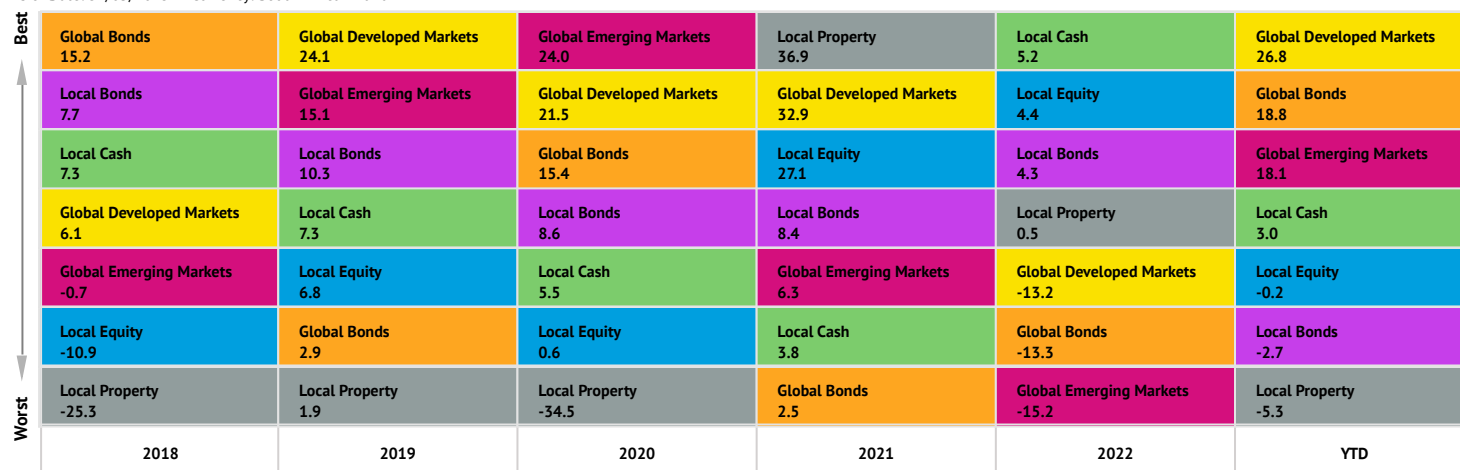 Best
Global Bonds
15.2
Global Developed Markets
24.1
Global Emerging Markets
24.0
Local Property
36.9
Local Cash
5.2
Global Developed Markets
26.8
Local Bonds
7.7
Global Emerging Markets
15.1
Global Developed Markets
21.5
Global Developed Markets
32.9
Local Equity
4.4
Global Bonds
18.8
Local Cash
7.3
Local Bonds
10.3
Global Bonds
15.4
Local Equity
27.1
Local Bonds
4.3
Global Emerging Markets
18.1
Global Developed Markets
6.1
Local Cash
7.3
Local Bonds
8.6
Local Bonds
8.4
Local Property
0.5
Local Cash
3.0
Global Emerging Markets
-0.7
Local Equity
6.8
Local Cash
5.5
Global Emerging Markets
6.3
Global Developed Markets
-13.2
Local Equity
-0.2
Local Equity
-10.9
Global Bonds
2.9
Local Equity
0.6
Local Cash
3.8
Global Bonds
-13.3
Local Bonds
-2.7
Local Property
-25.3
Local Property
1.9
Local Property
-34.5
Global Bonds
2.5
Global Emerging Markets
-15.2
Local Property
-5.3
Worst
2018
2019
2020
2021
2022
YTD